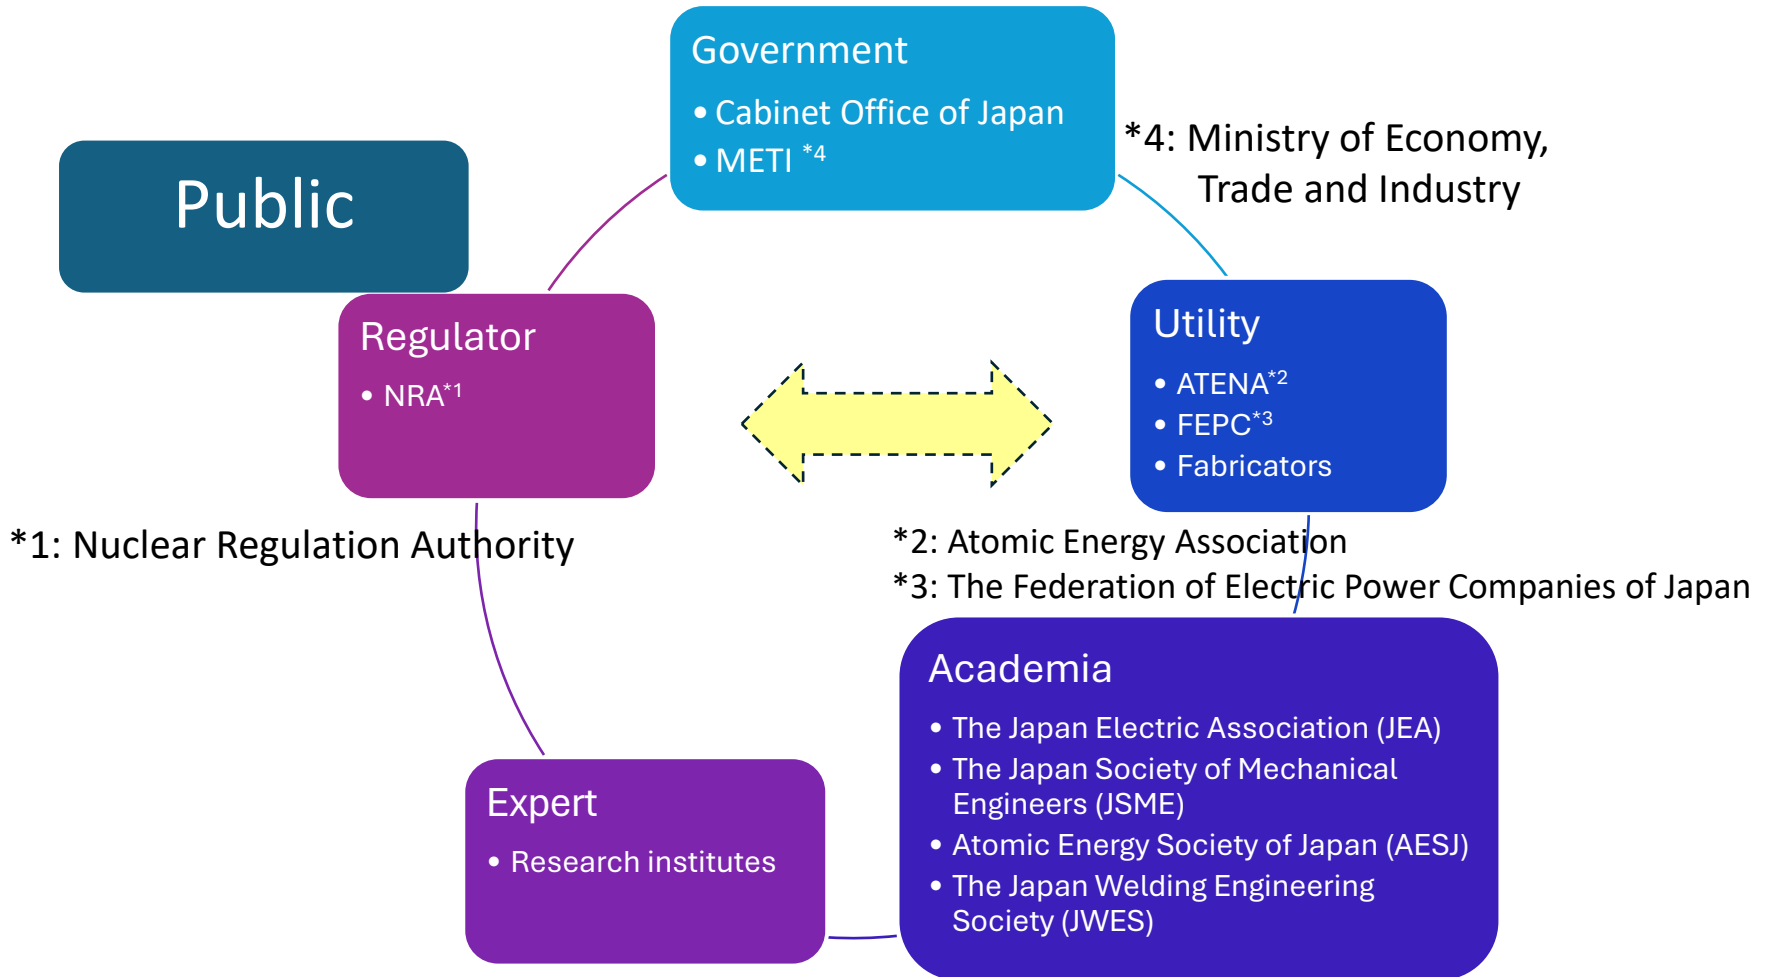 Government
• Cabinet Office of Japan
• METI *4
*4: Ministry of Economy,
Trade and Industry
Public
Regulator
• NRA*1
*1: Nuclear Regulation Authority
Utility
• ATENA*2
• FEPC*3
• Fabricators
*2: Atomic Energy Association
*3: The Federation of Electric Power Companies of Japan
Expert
• Research institutes
Academia
• The Japan Electric Association (JEA)
• The Japan Society of Mechanical
Engineers (JSME)
• Atomic Energy Society of Japan (AESJ)
• The Japan Welding Engineering
Society (JWES)